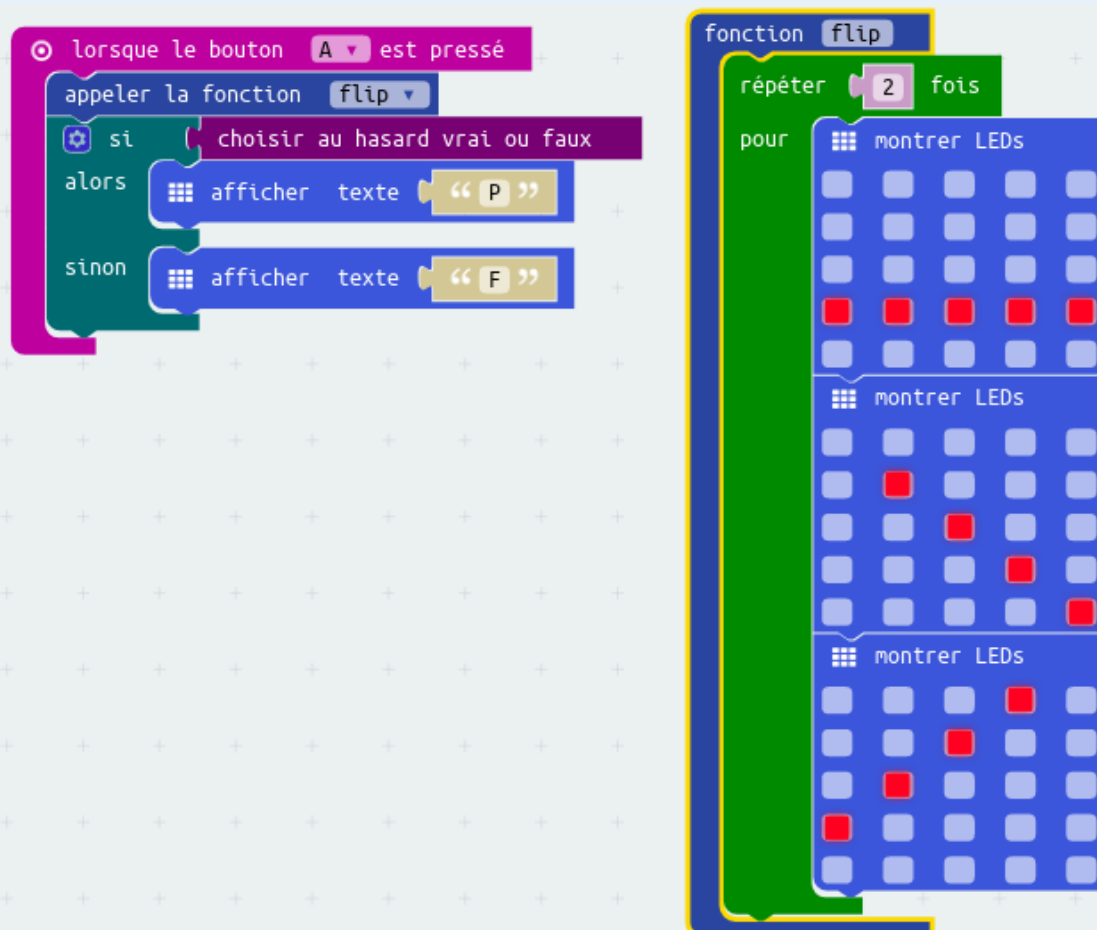 lorsque le bouton A est pressé
appeler la fonction flip
si choisir au hasard vrai ou faux
alors afficher texte “ P ”
sinon afficher texte “ F ”
fonction flip
répéter 2 fois
pour montrer LEDs
montrer LEDs
montrer LEDs